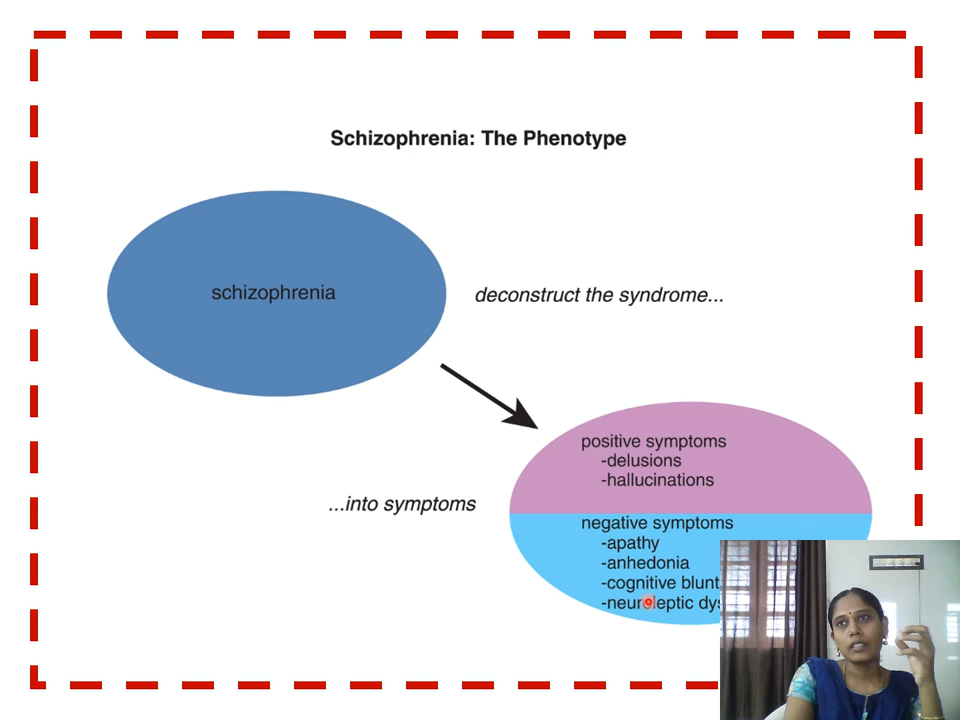 Schizophrenia: The Phenotype
schizophrenia
deconstruct the syndrome...
...into symptoms
positive symptoms
-delusions
-hallucinations
negative symptoms
-apathy
-anhedonia
-cognitive blunt
-neuroleptic dys